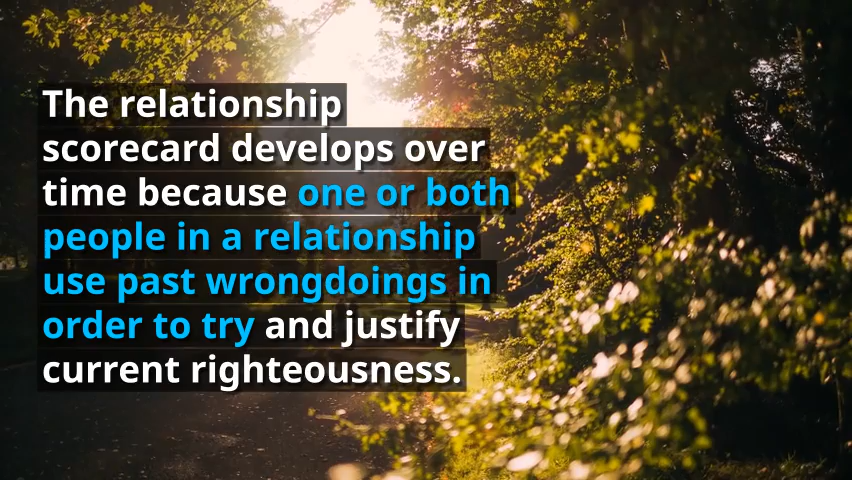 The relationship
scorecard develops over
time because one or both
people in a relationship
use past wrongdoings in
order to try and justify
current righteousness.